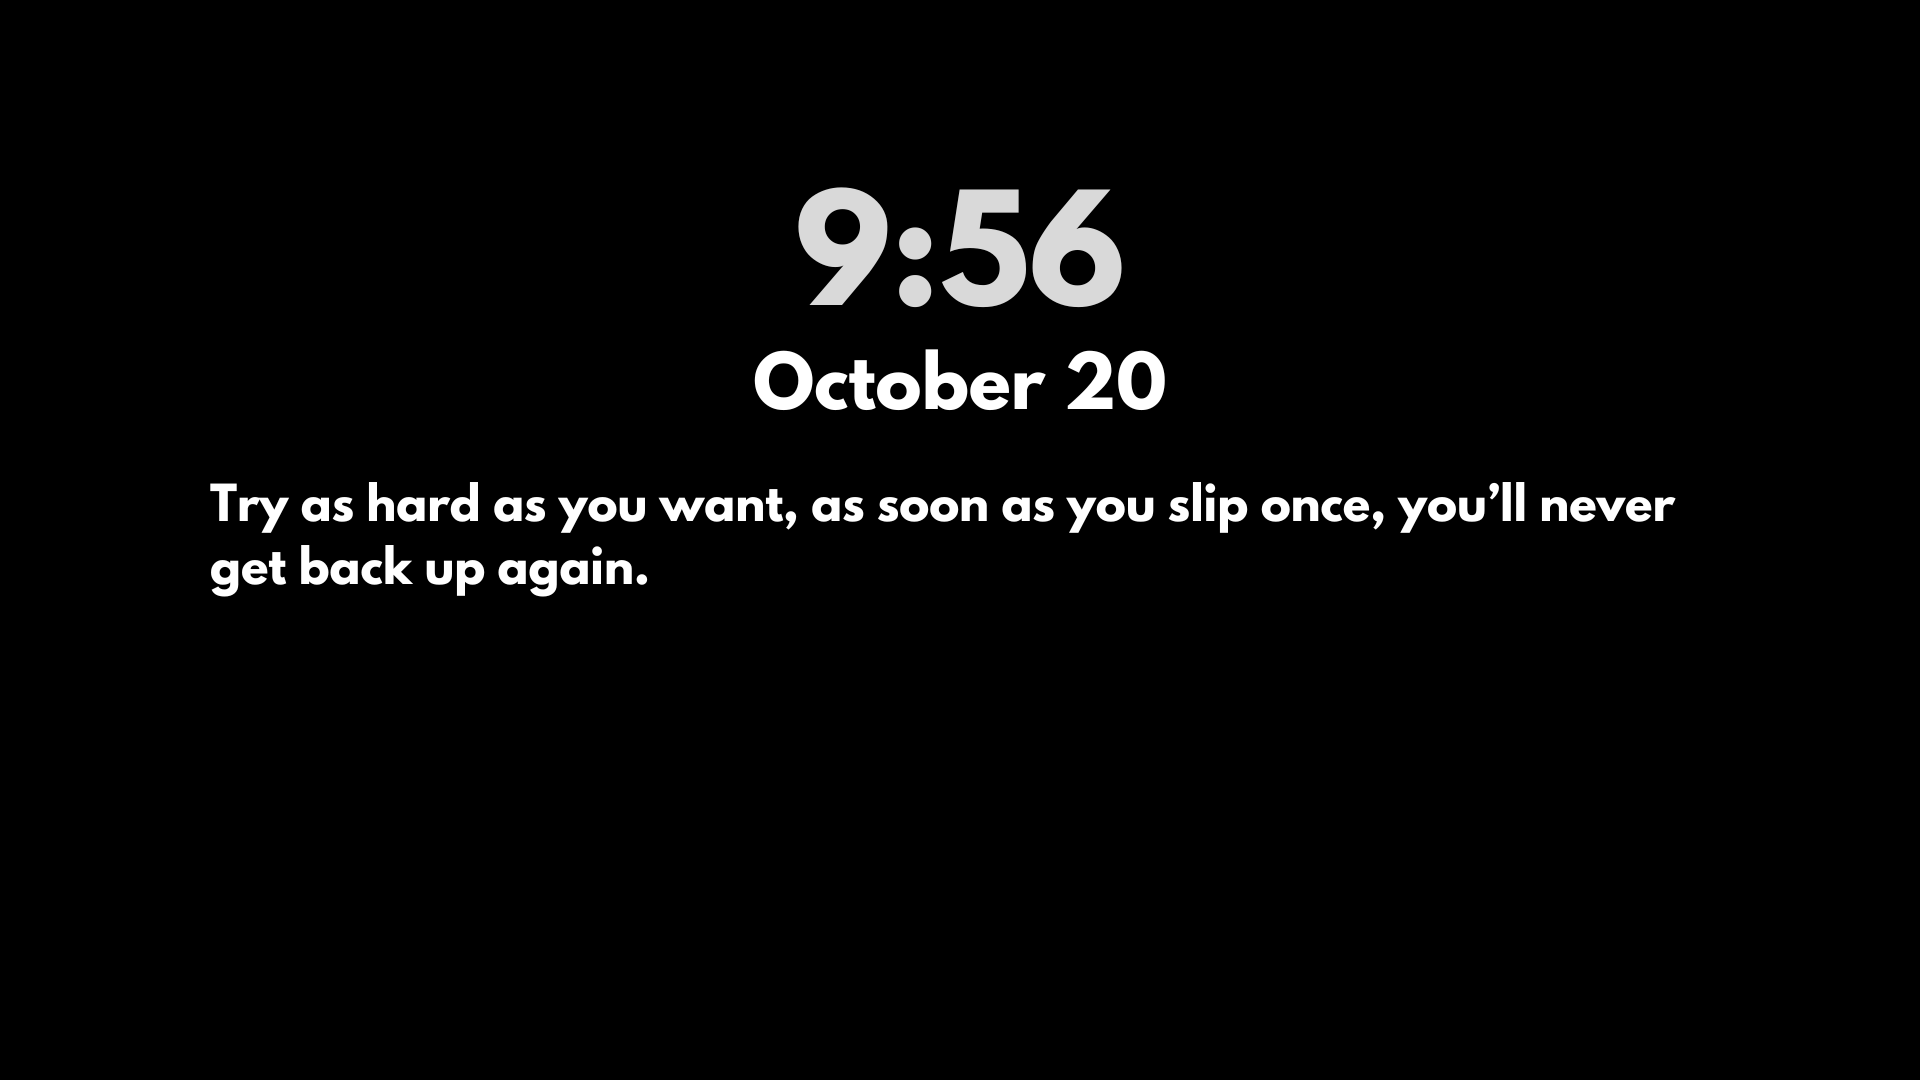 9:56
October 20
Try as hard as you want, as soon as you slip once, you’ll never
get back up again.